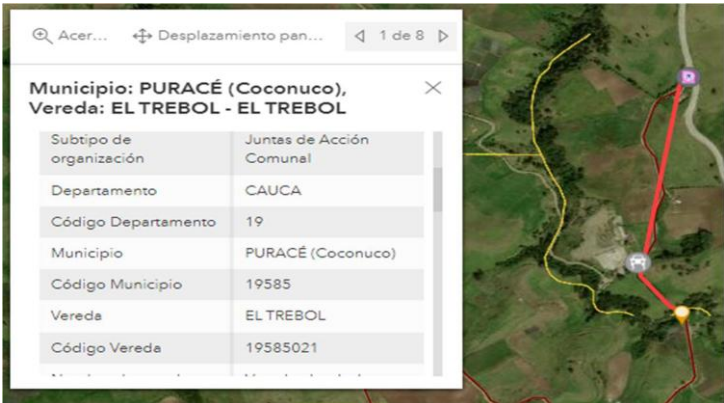 Acer... Desplazamiento pan... 1 de 8
Municipio: PURACÉ (Coconuco),
Vereda: EL TREBOL - EL TREBOL
Subtipo de organización Juntas de Acción Comunal
Departamento CAUCA
Código Departamento 19
Municipio PURACÉ (Coconuco)
Código Municipio 19585
Vereda EL TREBOL
Código Vereda 19585021